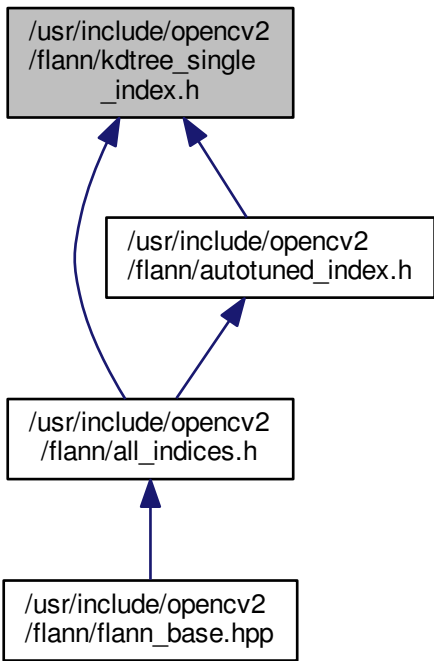 /usr/include/opencv2
/flann/kdtree_single
_index.h
/usr/include/opencv2
/flann/autotuned_index.h
/usr/include/opencv2
/flann/all_indices.h
/usr/include/opencv2
/flann/flann_base.hpp